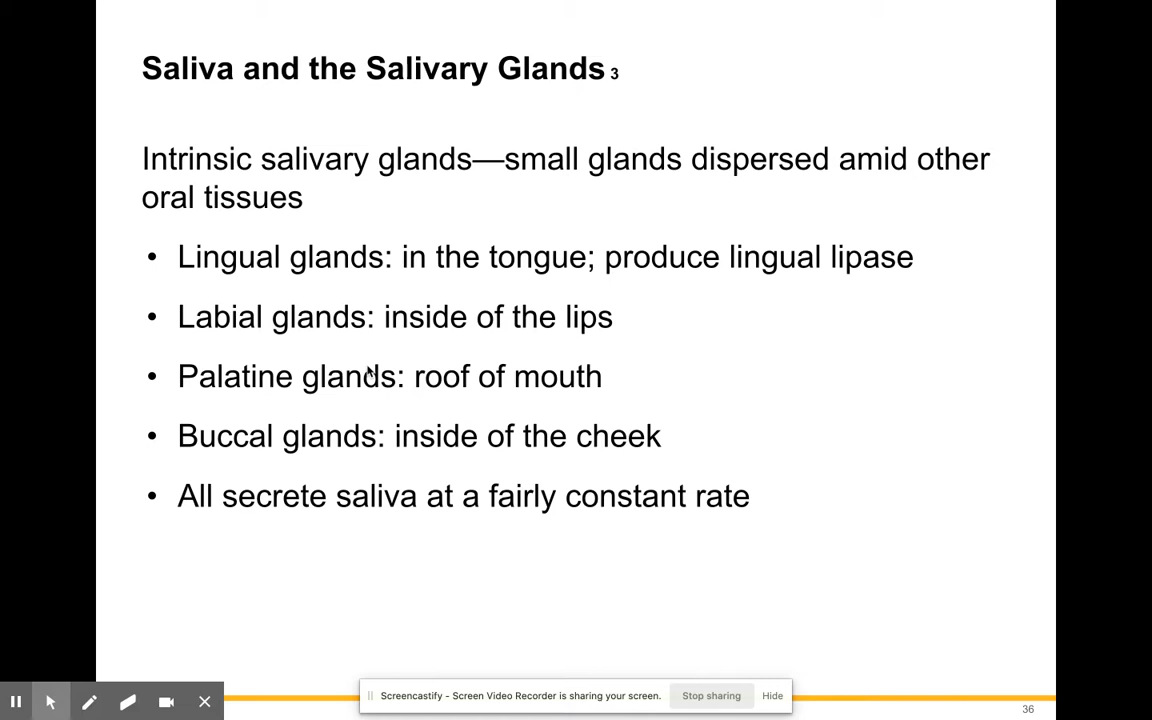 Saliva and the Salivary Glands 3
Intrinsic salivary glands—small glands dispersed amid other
oral tissues
• Lingual glands: in the tongue; produce lingual lipase
• Labial glands: inside of the lips
• Palatine glands: roof of mouth
• Buccal glands: inside of the cheek
• All secrete saliva at a fairly constant rate
Screencastify - Screen Video Recorder is sharing your screen. Stop sharing Hide
36